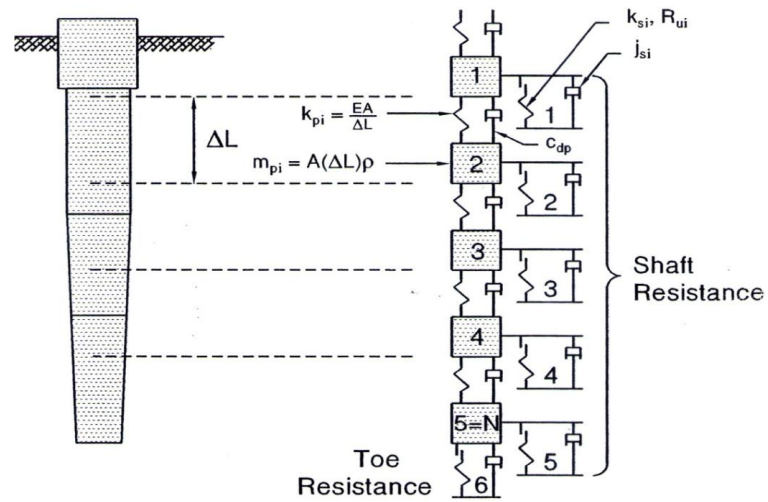 k_si, R_ui
j_si
1
1
k_pi = EA/ΔL
ΔL
c_dp
m_pi = A(ΔL)ρ
2
2
3
3
Shaft
Resistance
4
4
5=N
5
Toe
Resistance
6